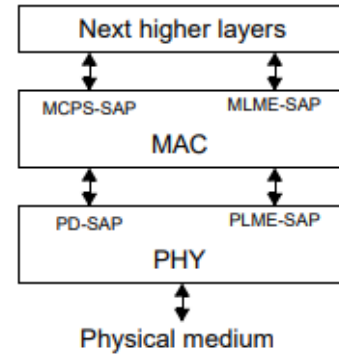 Next higher layers
MCPS-SAP MLME-SAP
MAC
PD-SAP PLME-SAP
PHY
Physical medium